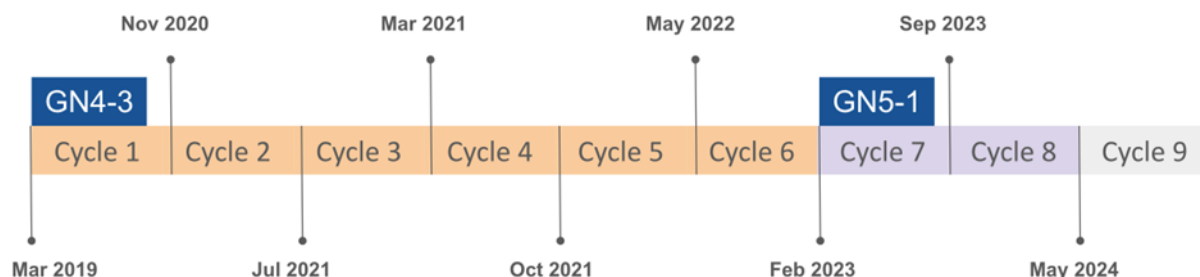 Nov 2020 Mar 2021 May 2022 Sep 2023
GN4-3 GN5-1
Cycle 1 Cycle 2 Cycle 3 Cycle 4 Cycle 5 Cycle 6 Cycle 7 Cycle 8 Cycle 9
Mar 2019 Jul 2021 Oct 2021 Feb 2023 May 2024